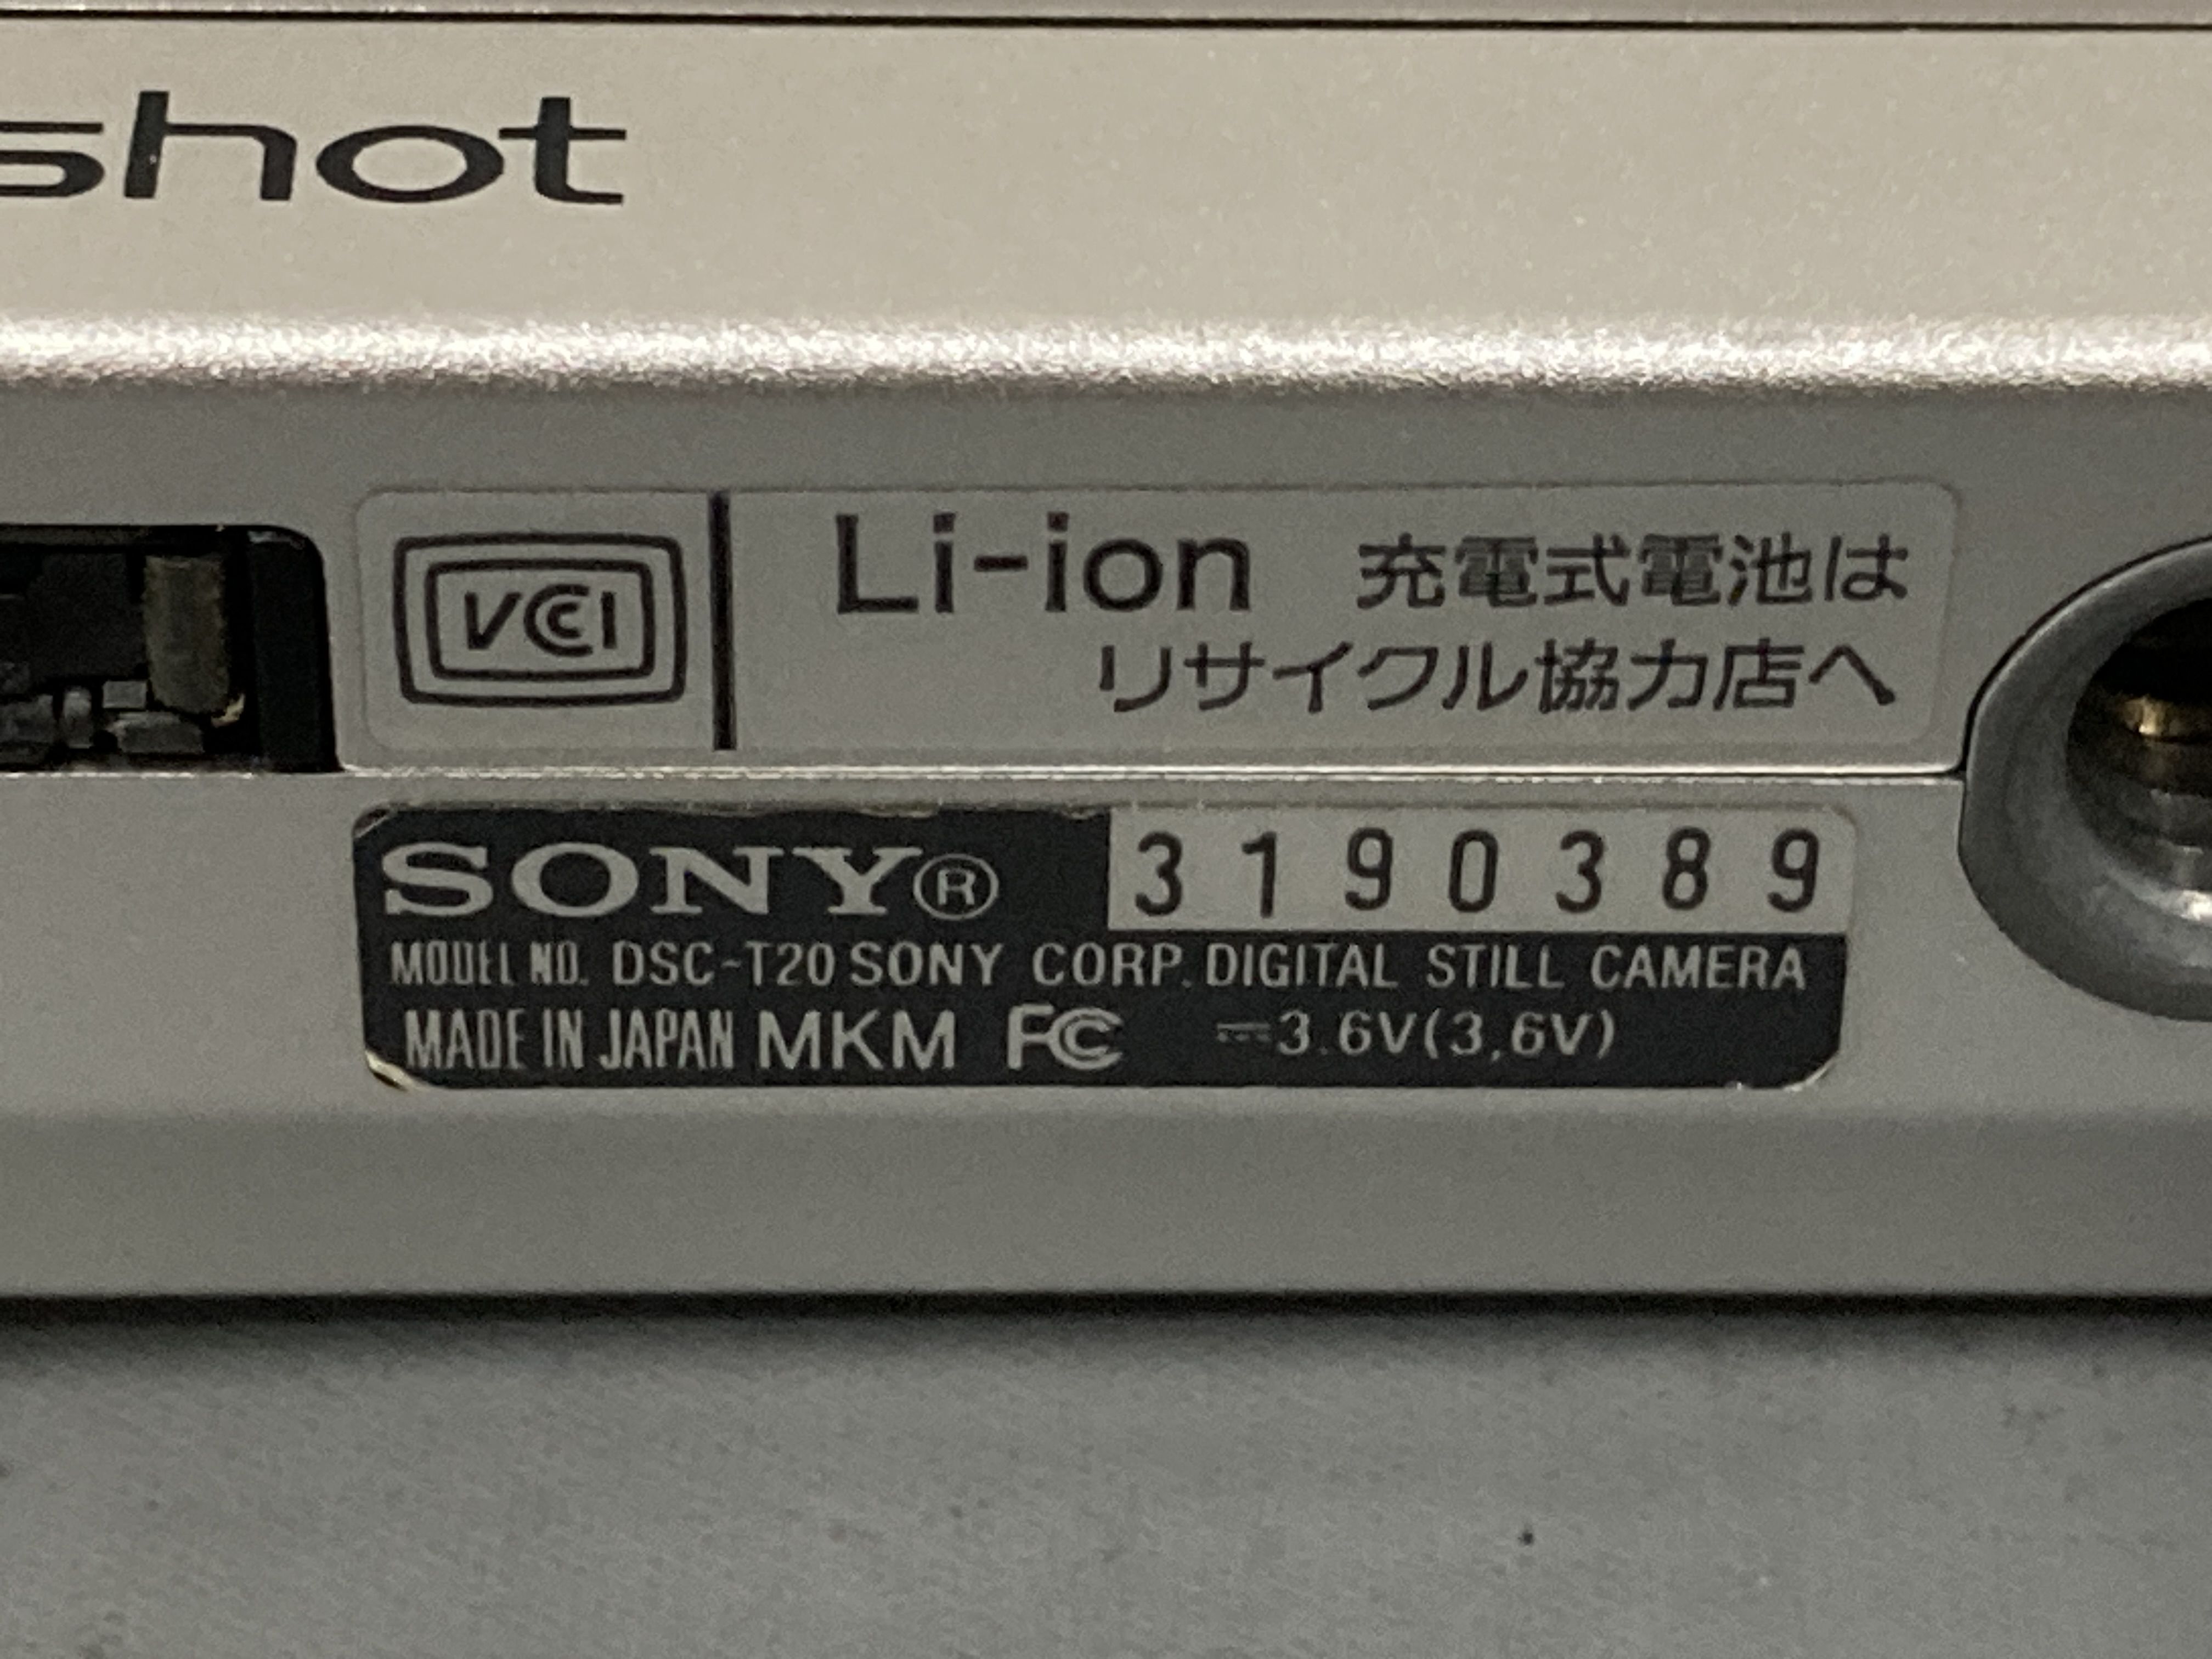 shot
VCCI
Li-ion 充電式電池は
リサイクル協力店へ
SONY® 3190389
MODEL NO. DSC-T20 SONY CORP. DIGITAL STILL CAMERA
MADE IN JAPAN MKM FC ⎓3.6V(3,6V)